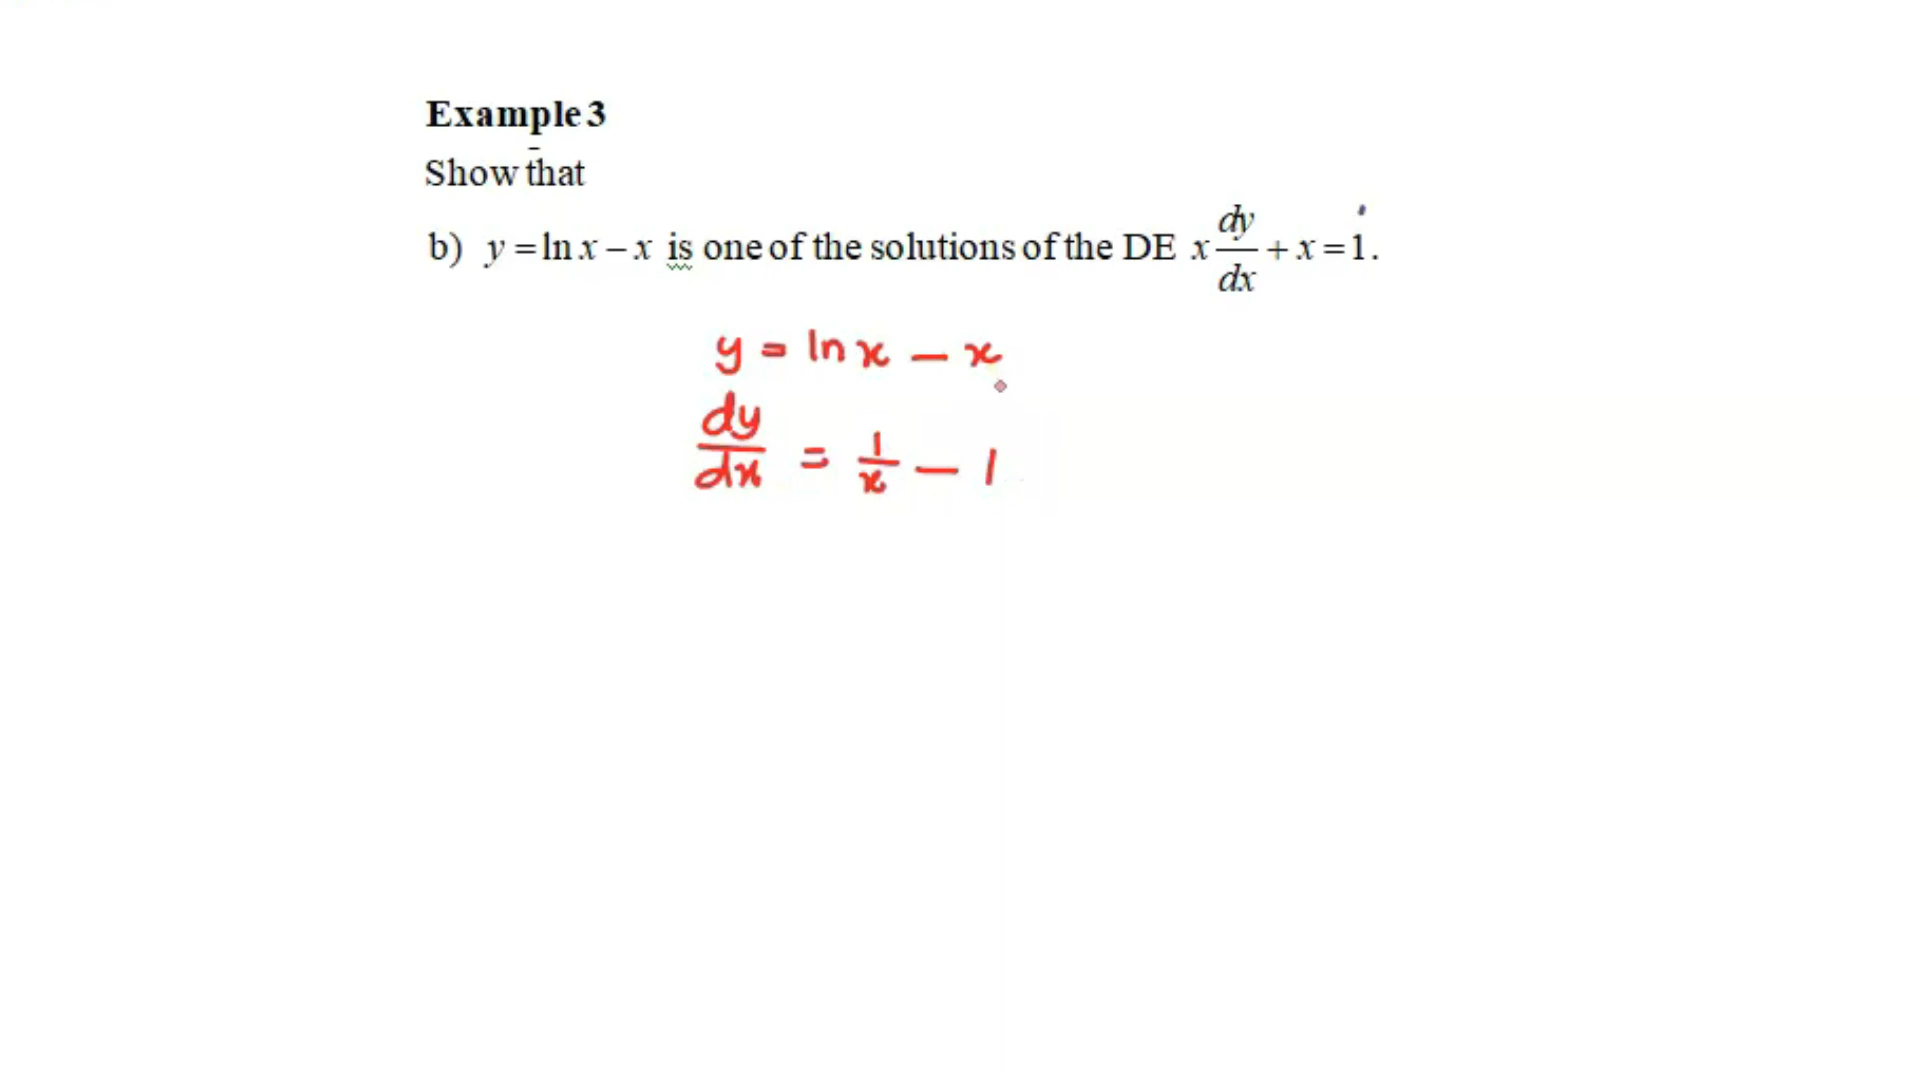 Example 3
Show that
b) y = ln x − x is one of the solutions of the DE x dy/dx + x = 1.
y = ln x − x
dy/dx = 1/x − 1